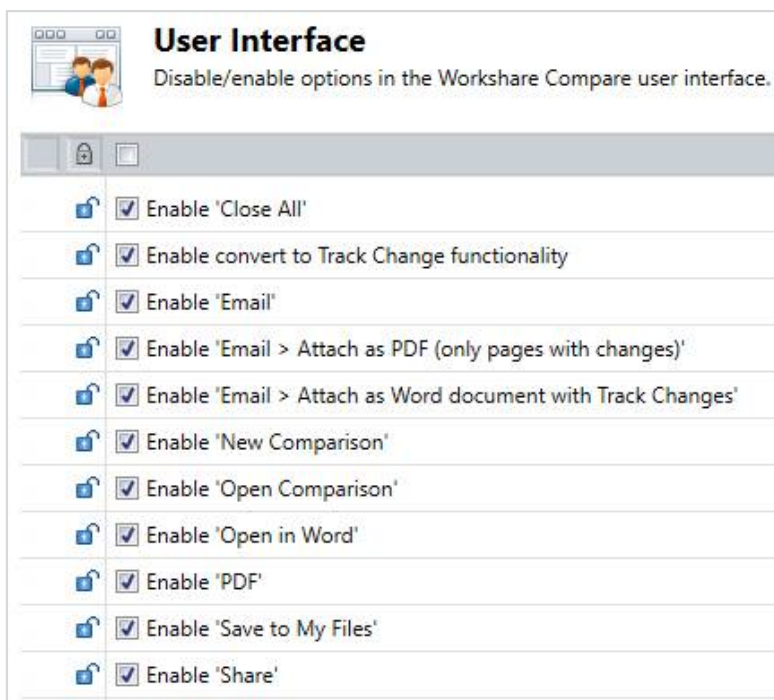 User Interface
Disable/enable options in the Workshare Compare user interface.
Enable 'Close All'
Enable convert to Track Change functionality
Enable 'Email'
Enable 'Email > Attach as PDF (only pages with changes)'
Enable 'Email > Attach as Word document with Track Changes'
Enable 'New Comparison'
Enable 'Open Comparison'
Enable 'Open in Word'
Enable 'PDF'
Enable 'Save to My Files'
Enable 'Share'